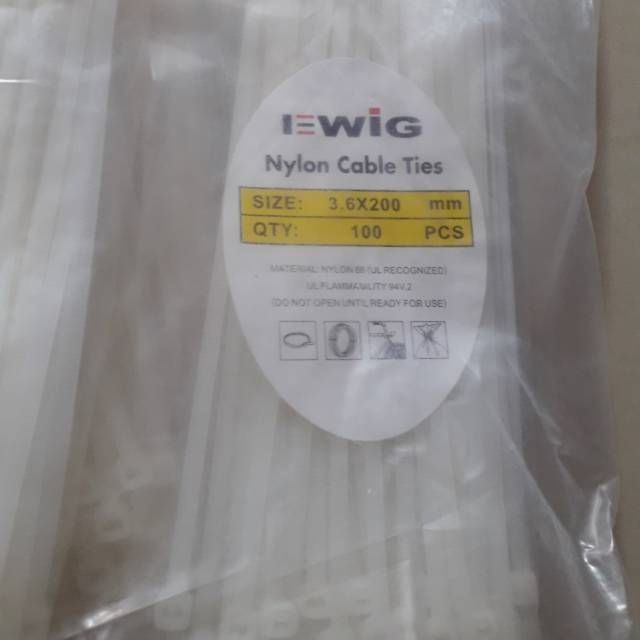 EWIG
Nylon Cable Ties
SIZE: 3.6X200 mm
QTY: 100 PCS
MATERIAL: NYLON (UL RECOGNIZED)
UL FLAMMABILITY 94V.2
(DO NOT OPEN UNTIL READY FOR USE)